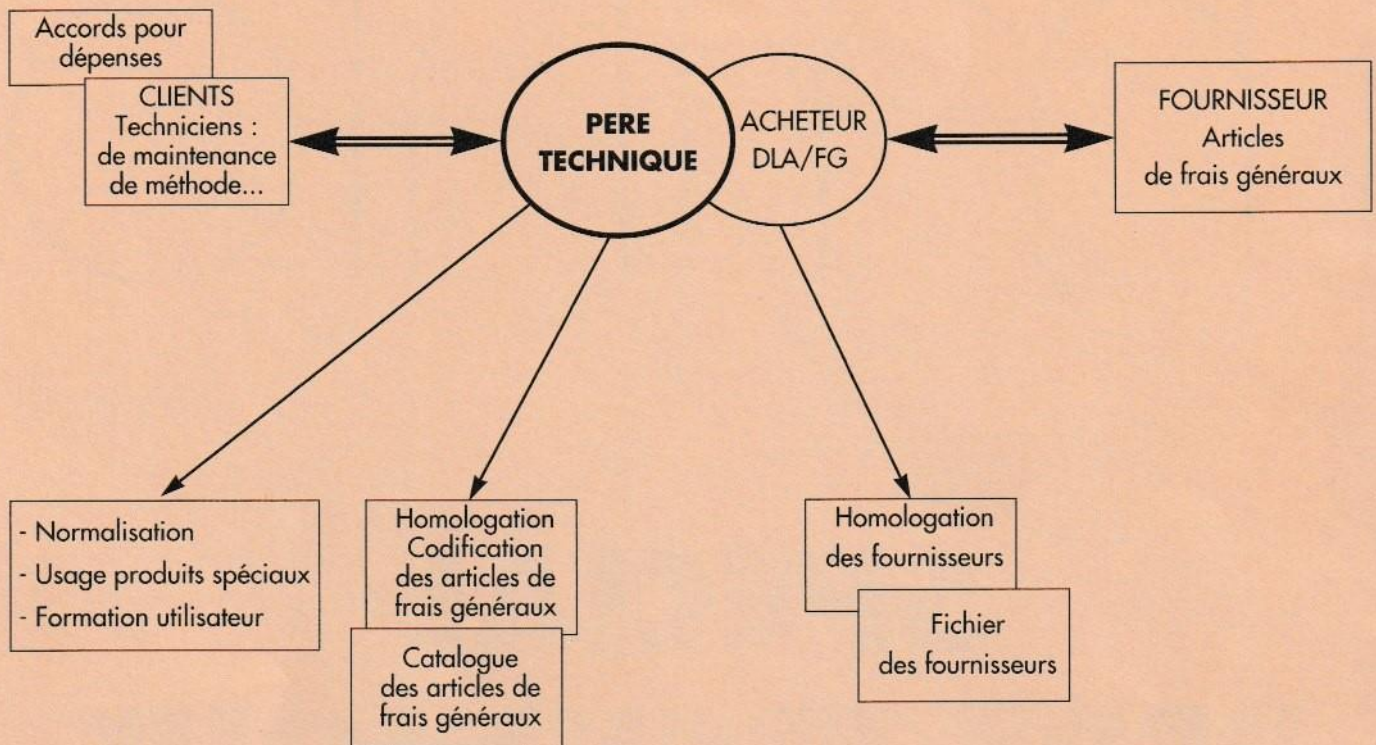 Accords pour
dépenses
CLIENTS
Techniciens :
de maintenance
de méthode...
PERE
TECHNIQUE
ACHETEUR
DLA/FG
FOURNISSEUR
Articles
de frais généraux
- Normalisation
- Usage produits spéciaux
- Formation utilisateur
Homologation
Codification
des articles de
frais généraux
Catalogue
des articles de
frais généraux
Homologation
des fournisseurs
Fichier
des fournisseurs